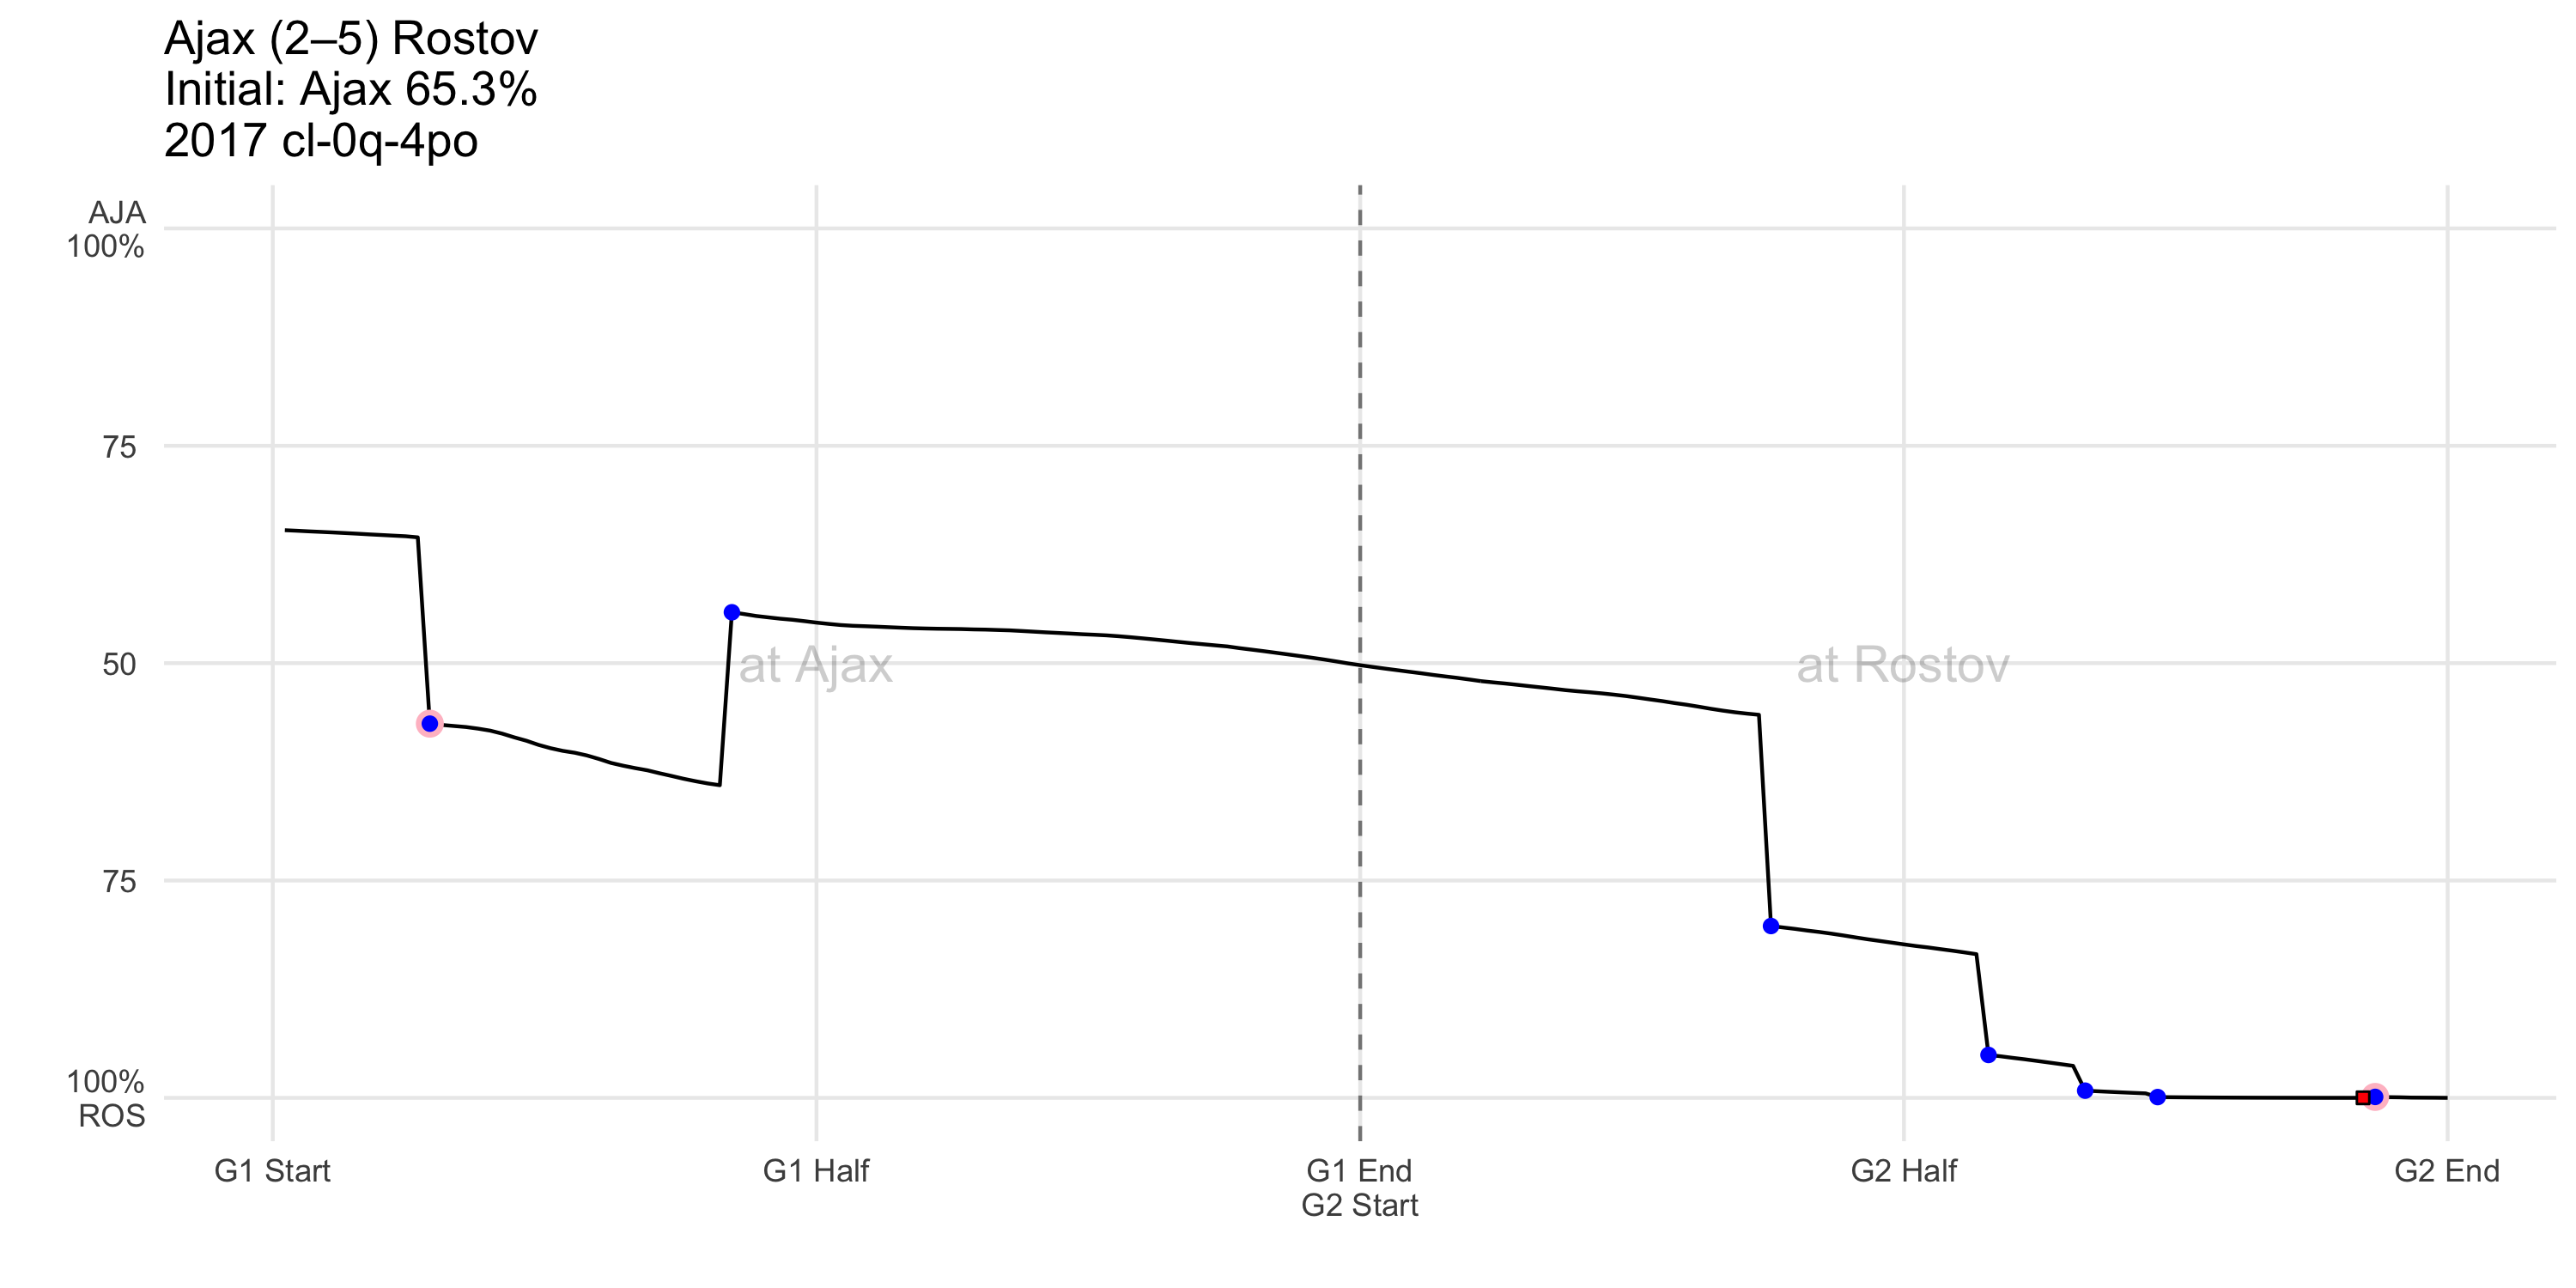 Ajax (2–5) Rostov
Initial: Ajax 65.3%
2017 cl-0q-4po
AJA
100%
75
50
75
100%
ROS
at Ajax
at Rostov
G1 Start
G1 Half
G1 End
G2 Start
G2 Half
G2 End